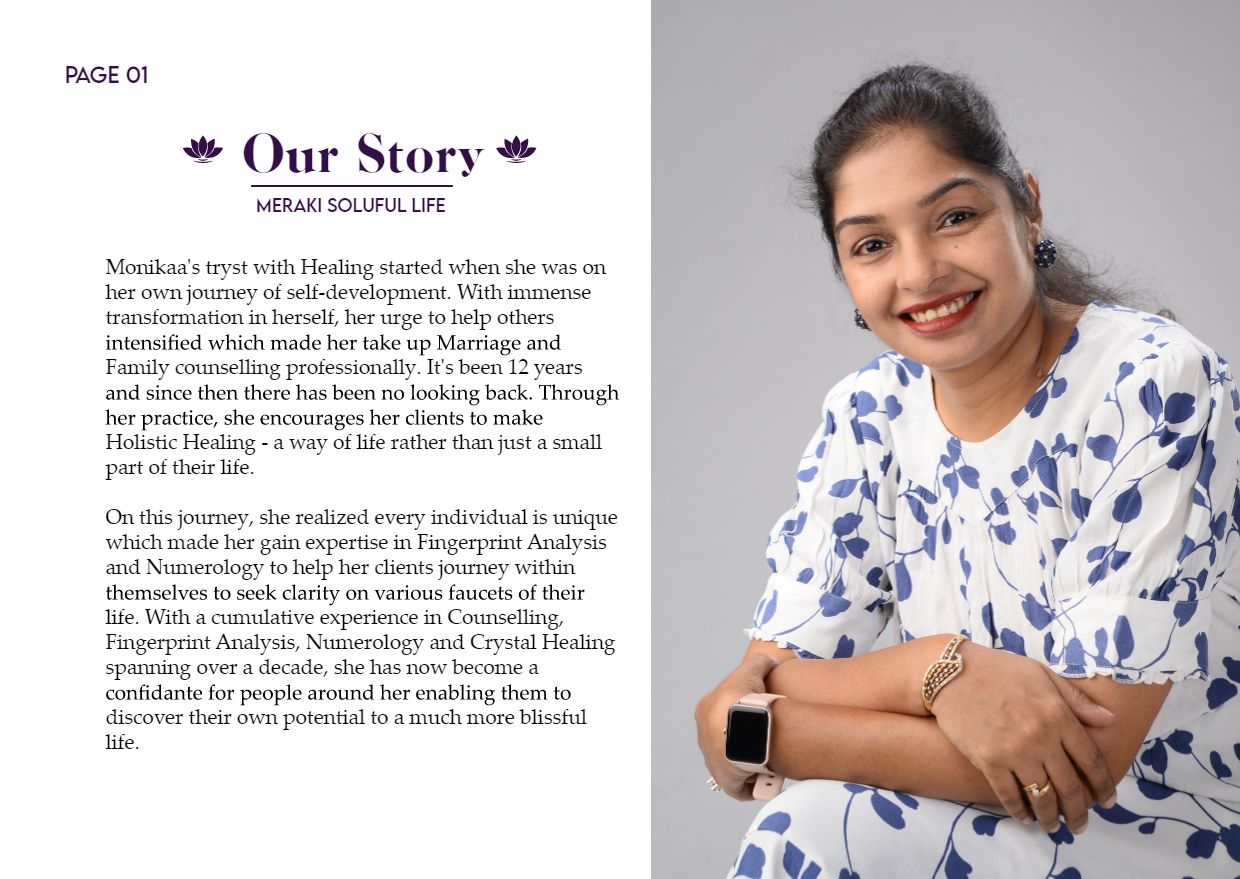 PAGE 01
Our Story
MERAKI SOLUFUL LIFE
Monikaa's tryst with Healing started when she was on
her own journey of self-development. With immense
transformation in herself, her urge to help others
intensified which made her take up Marriage and
Family counselling professionally. It's been 12 years
and since then there has been no looking back. Through
her practice, she encourages her clients to make
Holistic Healing - a way of life rather than just a small
part of their life.
On this journey, she realized every individual is unique
which made her gain expertise in Fingerprint Analysis
and Numerology to help her clients journey within
themselves to seek clarity on various faucets of their
life. With a cumulative experience in Counselling,
Fingerprint Analysis, Numerology and Crystal Healing
spanning over a decade, she has now become a
confidante for people around her enabling them to
discover their own potential to a much more blissful
life.